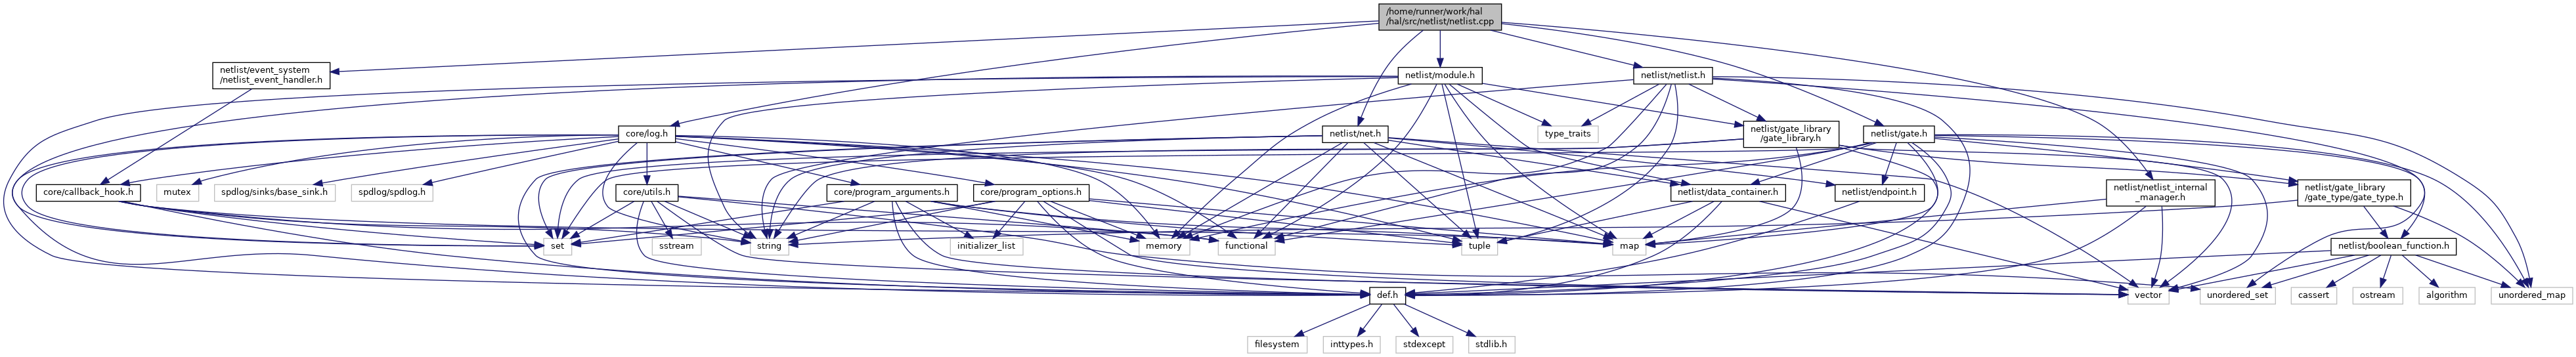 /home/runner/work/hal
/hal/src/netlist/netlist.cpp
netlist/event_system
/netlist_event_handler.h
netlist/module.h
netlist/netlist.h
core/log.h
netlist/net.h
type_traits
netlist/gate_library
/gate_library.h
netlist/gate.h
core/callback_hook.h
mutex
spdlog/sinks/base_sink.h
spdlog/spdlog.h
core/utils.h
core/program_arguments.h
core/program_options.h
netlist/data_container.h
netlist/endpoint.h
netlist/netlist_internal
_manager.h
netlist/gate_library
/gate_type/gate_type.h
set
sstream
string
initializer_list
memory
functional
tuple
map
netlist/boolean_function.h
def.h
vector
unordered_set
cassert
ostream
algorithm
unordered_map
filesystem
inttypes.h
stdexcept
stdlib.h